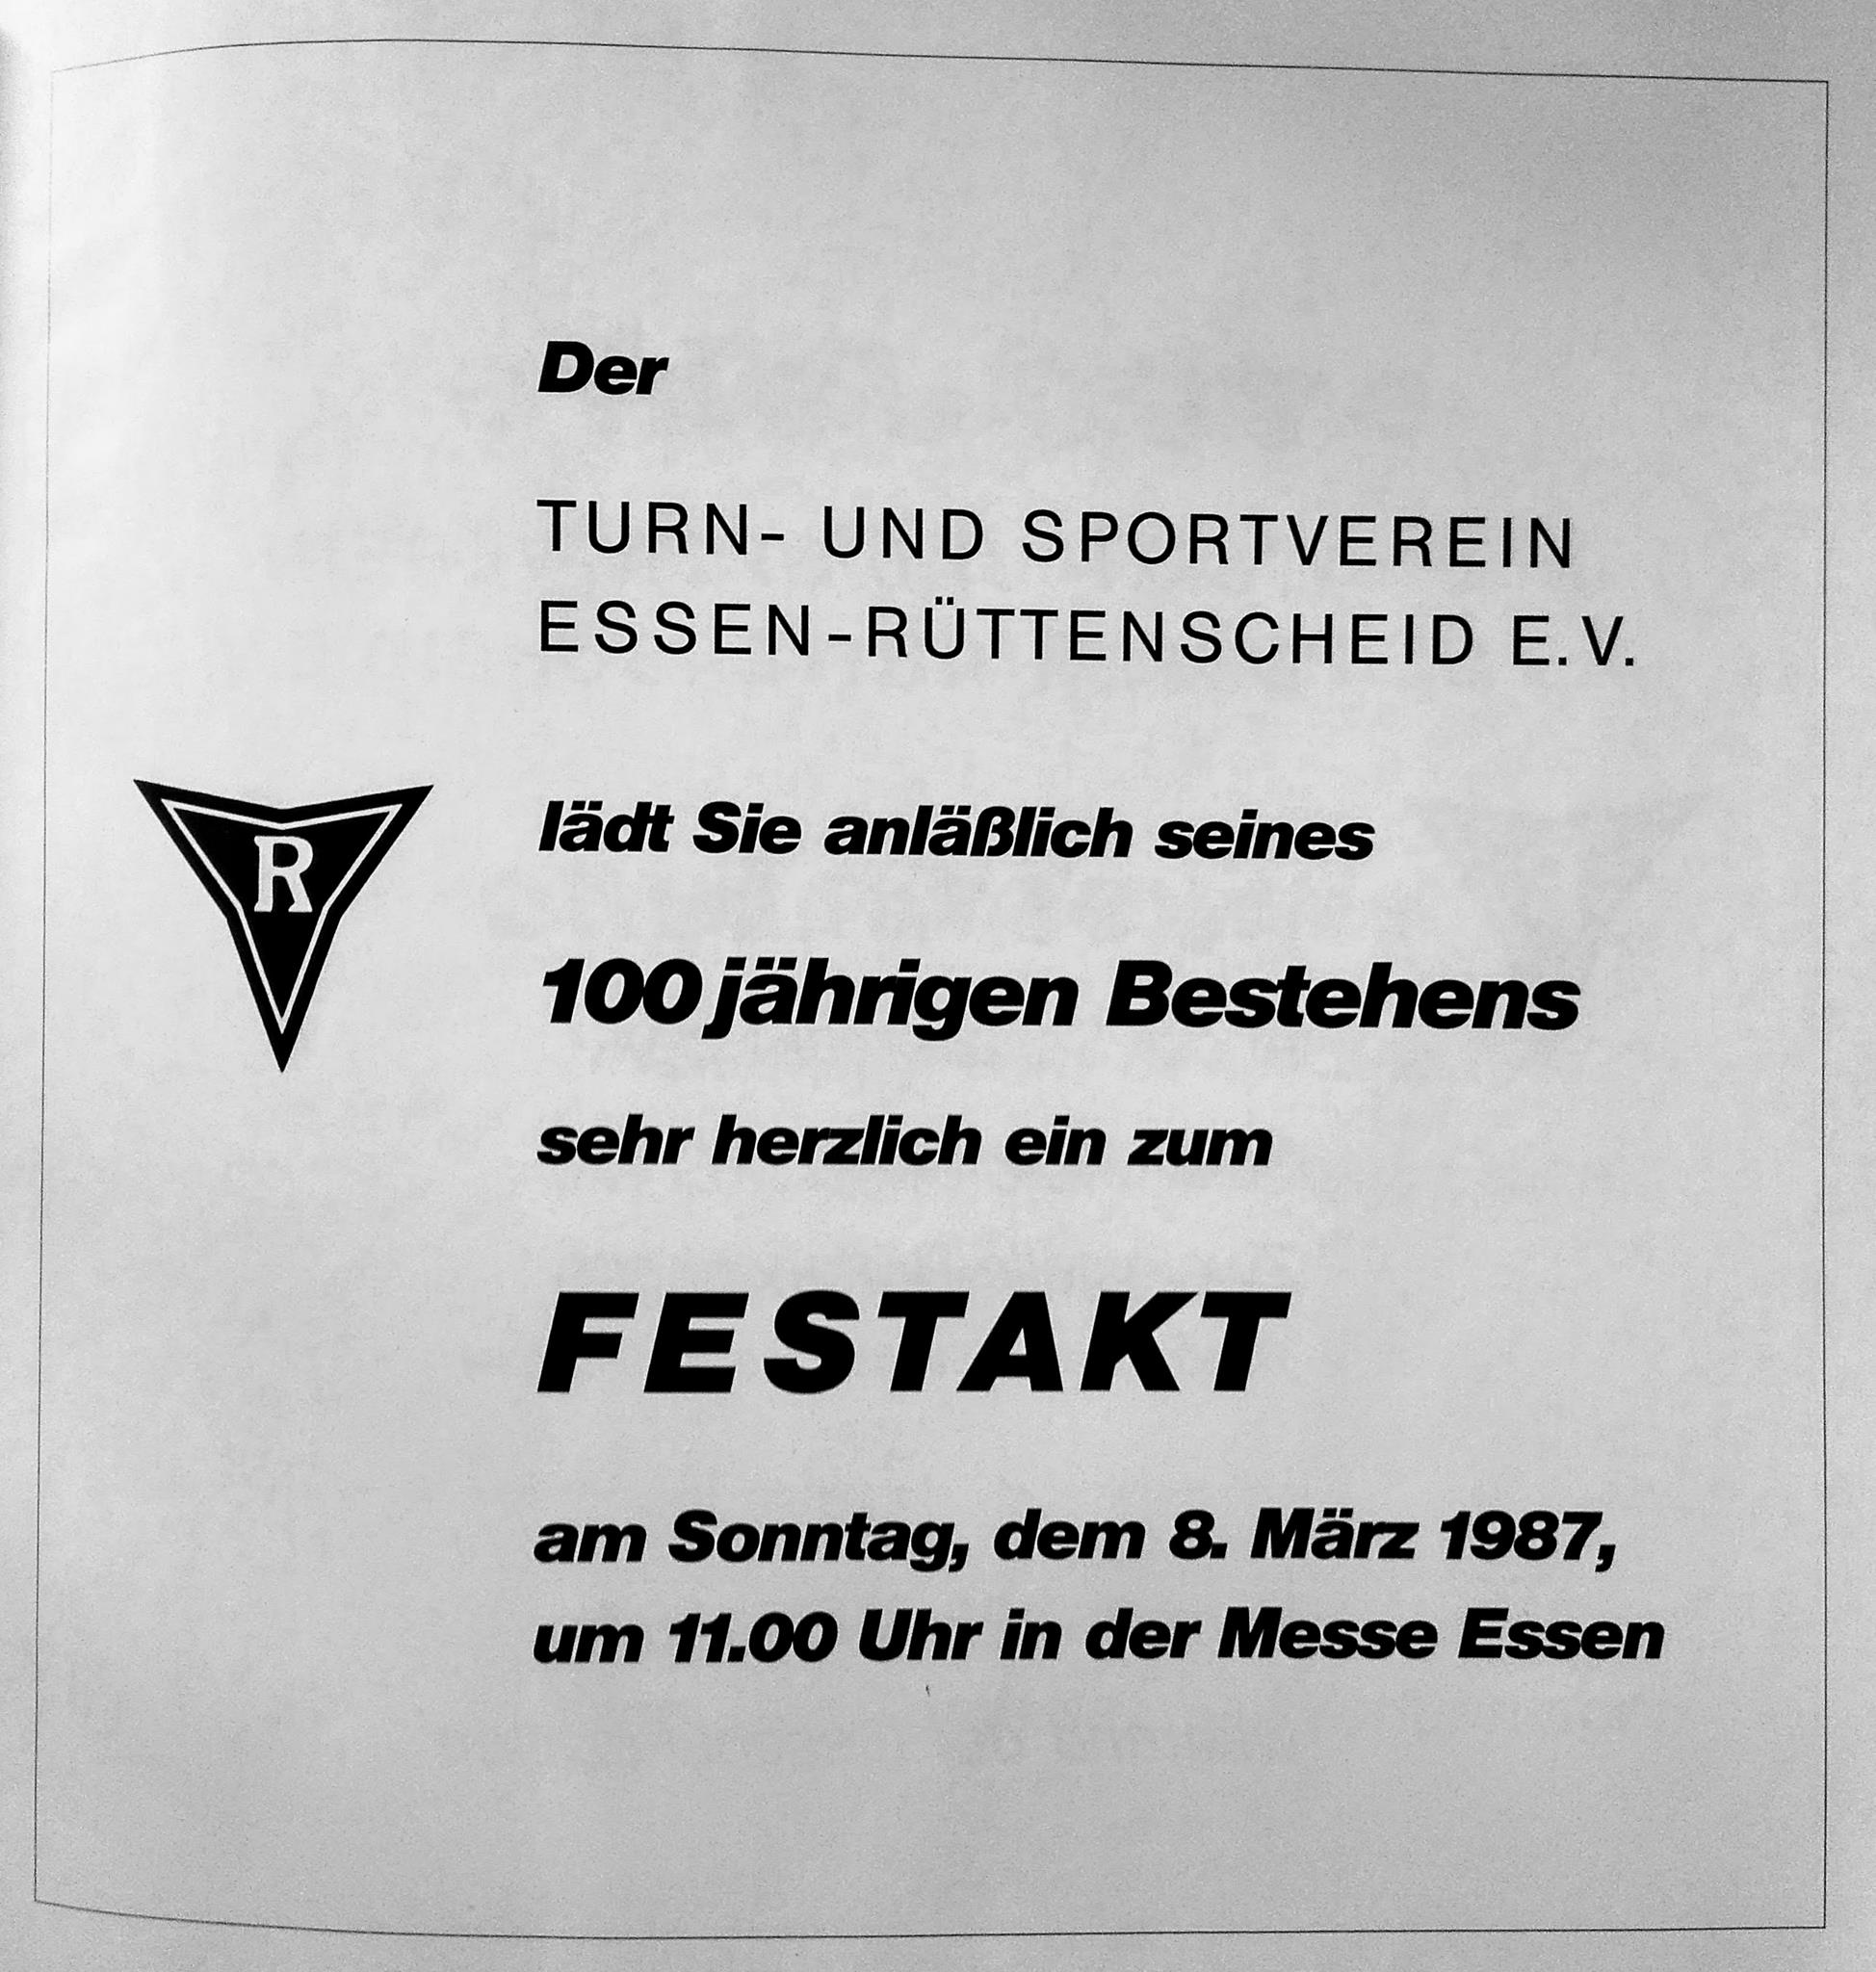 Der
TURN- UND SPORTVEREIN
ESSEN-RÜTTENSCHEID E.V.
R
lädt Sie anläßlich seines
100jährigen Bestehens
sehr herzlich ein zum
FESTAKT
am Sonntag, dem 8. März 1987,
um 11.00 Uhr in der Messe Essen